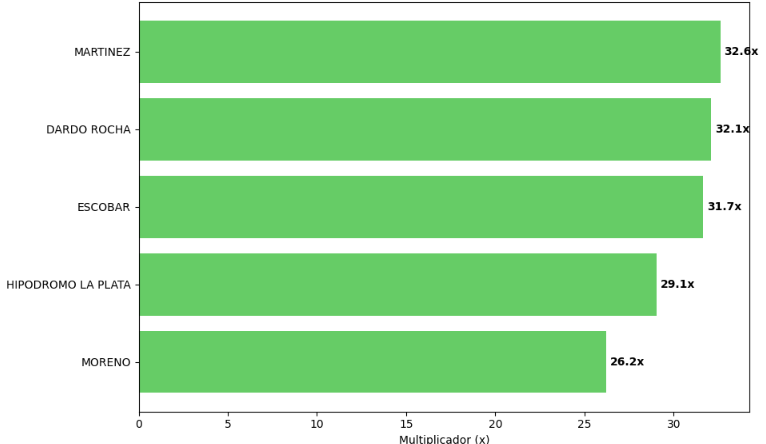 MARTINEZ 32.6x
DARDO ROCHA 32.1x
ESCOBAR 31.7x
HIPODROMO LA PLATA 29.1x
MORENO 26.2x
0 5 10 15 20 25 30
Multiplicador (x)